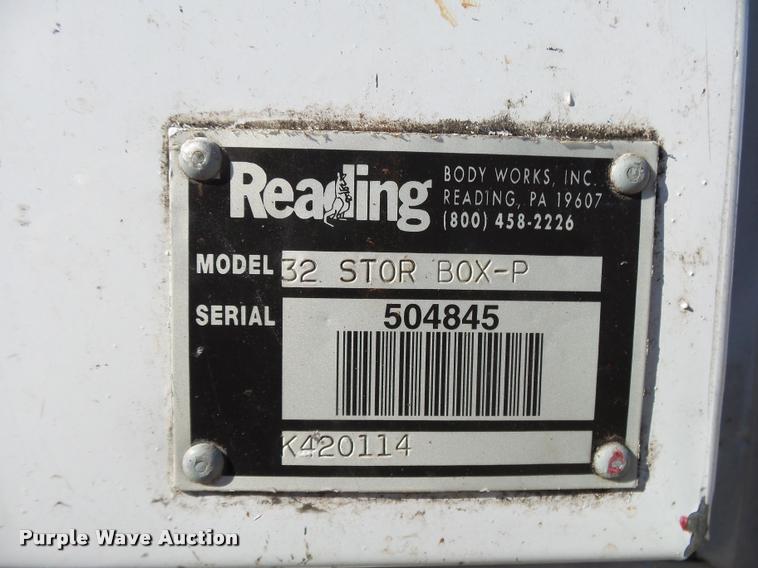 Reading
BODY WORKS, INC.
READING, PA 19607
(800) 458-2226
MODEL 32 STOR BOX-P
SERIAL 504845
K420114
Purple Wave Auction